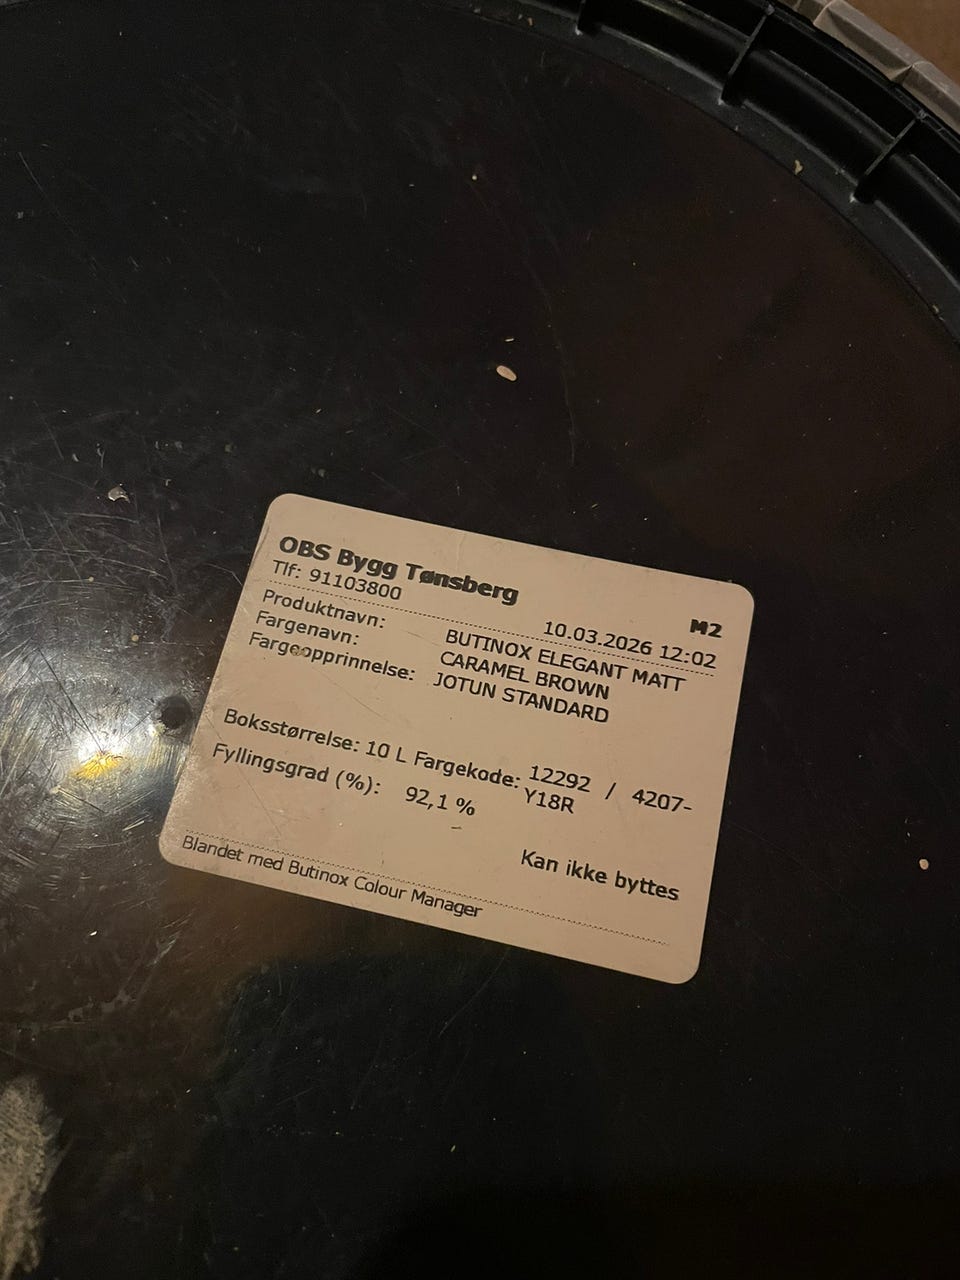 OBS Bygg Tønsberg
M2
Tlf: 91103800
10.03.2026 12:02
Produktnavn: BUTINOX ELEGANT MATT
Fargenavn: CARAMEL BROWN
Fargeopprinnelse: JOTUN STANDARD
Boksstørrelse: 10 L Fargekode: 12292 / 4207-
Y18R
Fyllingsgrad (%): 92,1 %
Kan ikke byttes
Blandet med Butinox Colour Manager